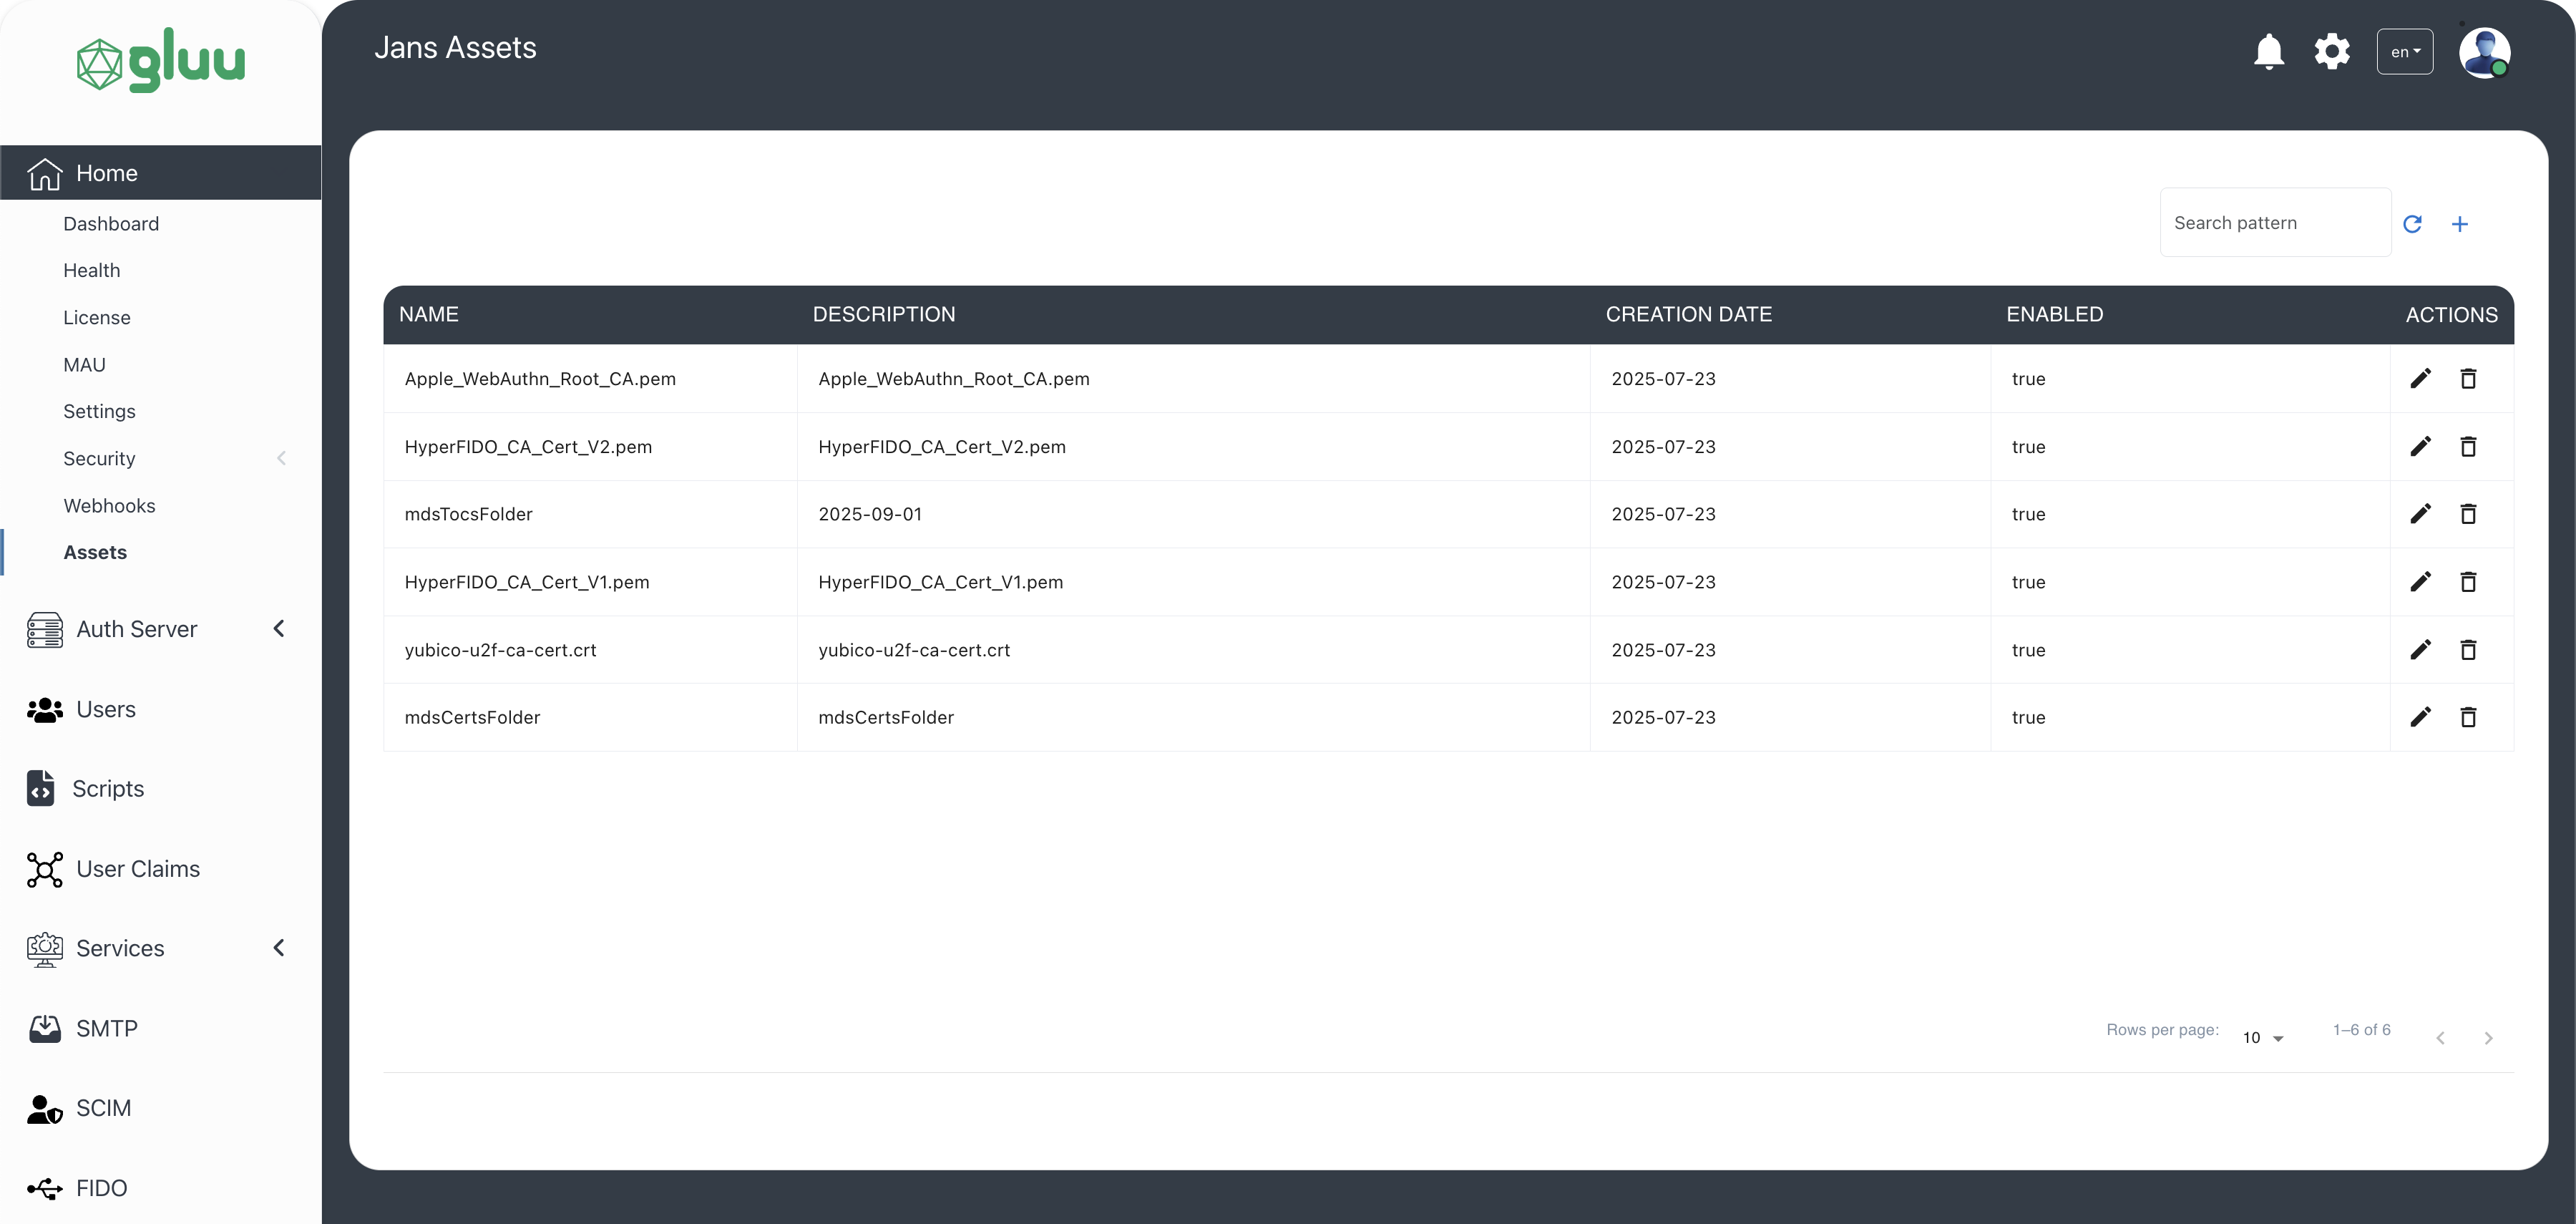 gluu
Jans Assets
en
Home
Dashboard
Health
License
MAU
Settings
Security
Webhooks
Assets
Auth Server
Users
Scripts
User Claims
Services
SMTP
SCIM
FIDO
Search pattern
NAME DESCRIPTION CREATION DATE ENABLED ACTIONS
Apple_WebAuthn_Root_CA.pem Apple_WebAuthn_Root_CA.pem 2025-07-23 true
HyperFIDO_CA_Cert_V2.pem HyperFIDO_CA_Cert_V2.pem 2025-07-23 true
mdsTocsFolder 2025-09-01 2025-07-23 true
HyperFIDO_CA_Cert_V1.pem HyperFIDO_CA_Cert_V1.pem 2025-07-23 true
yubico-u2f-ca-cert.crt yubico-u2f-ca-cert.crt 2025-07-23 true
mdsCertsFolder mdsCertsFolder 2025-07-23 true
Rows per page: 10 1–6 of 6